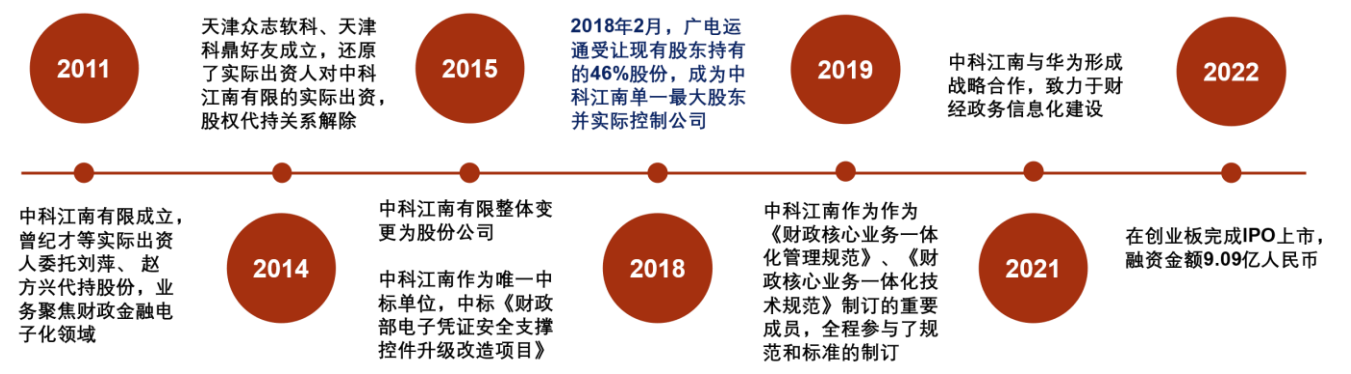 2011
中科江南有限成立，
曾纪才等实际出资
人委托刘萍、 赵
方兴代持股份，业
务聚焦财政金融电
子化领域
天津众志软科、天津
科鼎好友成立，还原
了实际出资人对中科
江南有限的实际出资，
股权代持关系解除
2014
2015
中科江南有限整体变
更为股份公司
中科江南作为唯一中
标单位，中标《财政
部电子凭证安全支撑
控件升级改造项目》
2018年2月，广电运
通受让现有股东持有
的46%股份，成为中
科江南单一最大股东
并实际控制公司
2018
2019
中科江南作为作为
《财政核心业务一体
化管理规范》、《财
政核心业务一体化技
术规范》制订的重要
成员，全程参与了规
范和标准的制订
中科江南与华为形成
战略合作，致力于财
经政务信息化建设
2021
2022
在创业板完成IPO上市，
融资金额9.09亿人民币